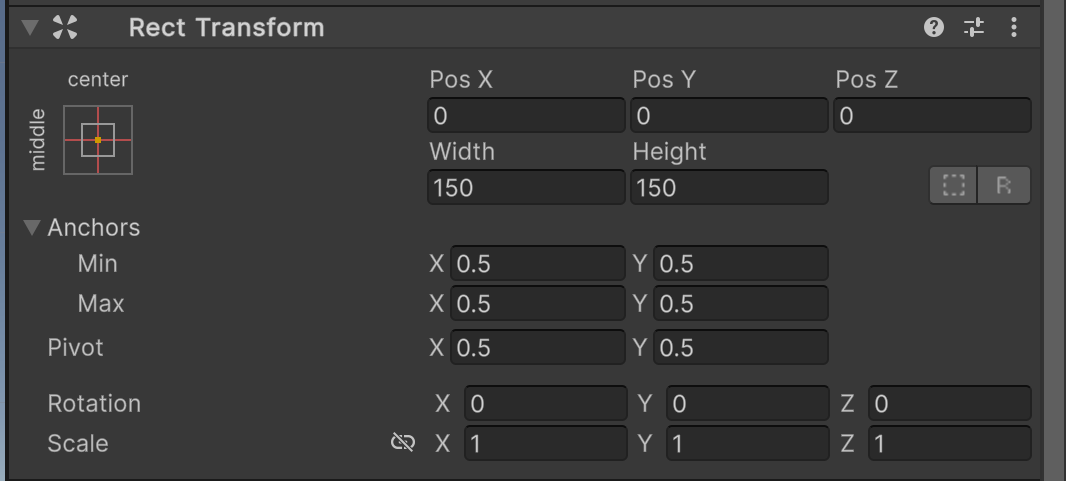 Rect Transform
center
middle
Pos X Pos Y Pos Z
0 0 0
Width Height
150 150
R
Anchors
Min X 0.5 Y 0.5
Max X 0.5 Y 0.5
Pivot X 0.5 Y 0.5
Rotation X 0 Y 0 Z 0
Scale X 1 Y 1 Z 1